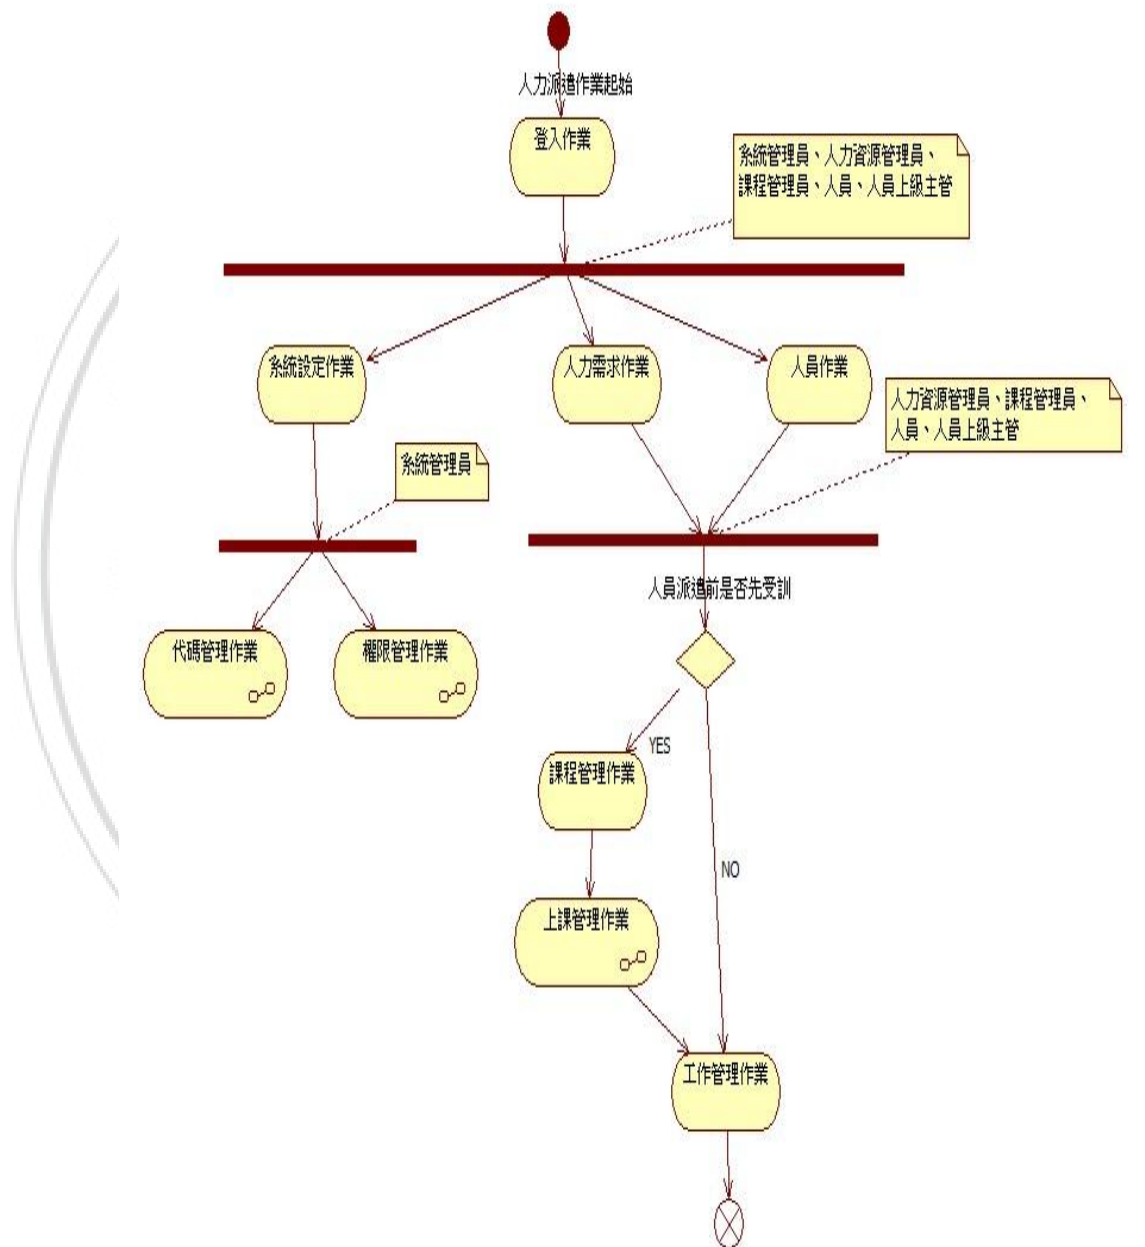 人力派遣作業起始
登入作業
系統管理員、人力資源管理員、
課程管理員、人員、人員上級主管
系統設定作業
人力需求作業
人員作業
人力資源管理員、課程管理員、
人員、人員上級主管
系統管理員
人員派遣前是否先受訓
代碼管理作業
權限管理作業
YES
課程管理作業
NO
上課管理作業
工作管理作業